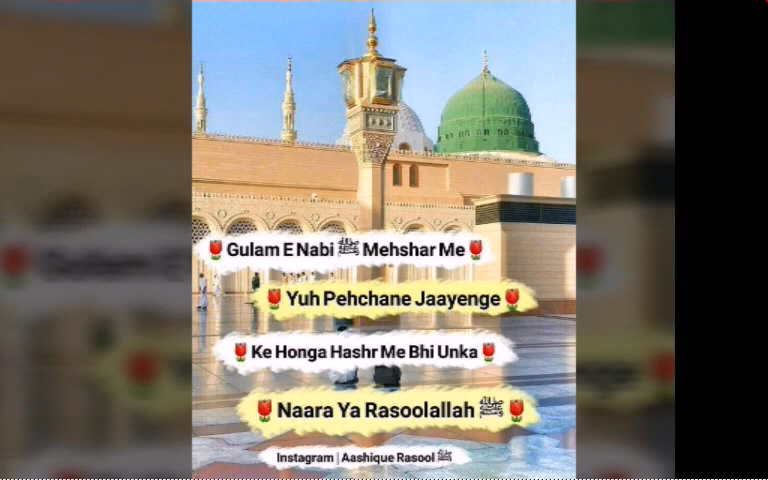 🌹Gulam E Nabi ﷺ Mehshar Me🌹
🌹Yuh Pehchane Jaayenge🌹
🌹Ke Honga Hashr Me Bhi Unka🌹
🌹Naara Ya Rasoolallah ﷺ🌹
Instagram | Aashique Rasool ﷺ